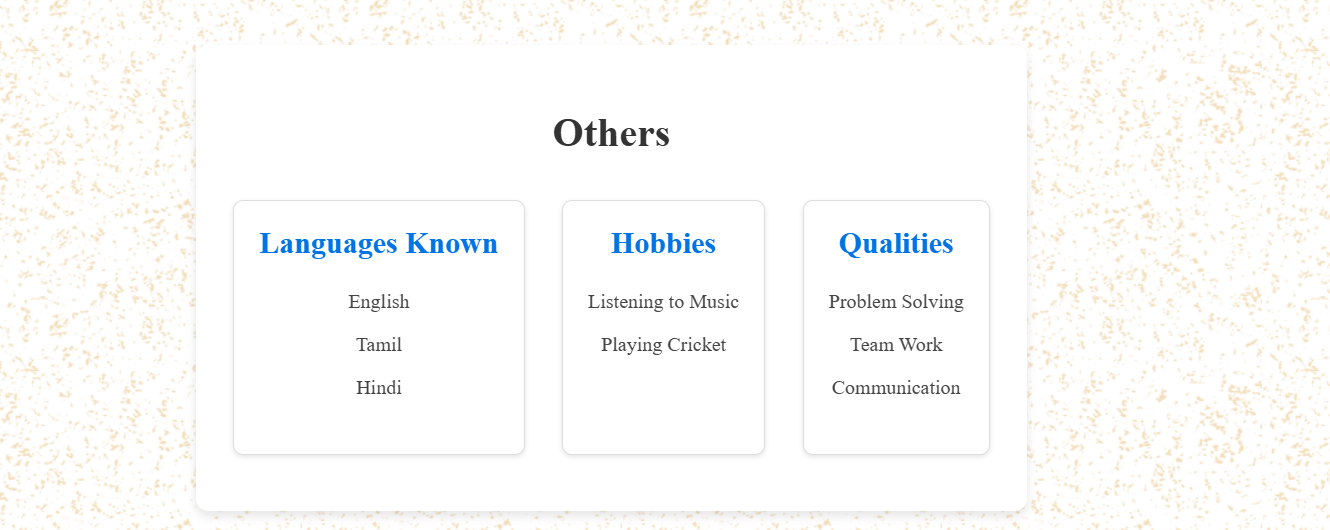 Others
Languages Known
English
Tamil
Hindi
Hobbies
Listening to Music
Playing Cricket
Qualities
Problem Solving
Team Work
Communication